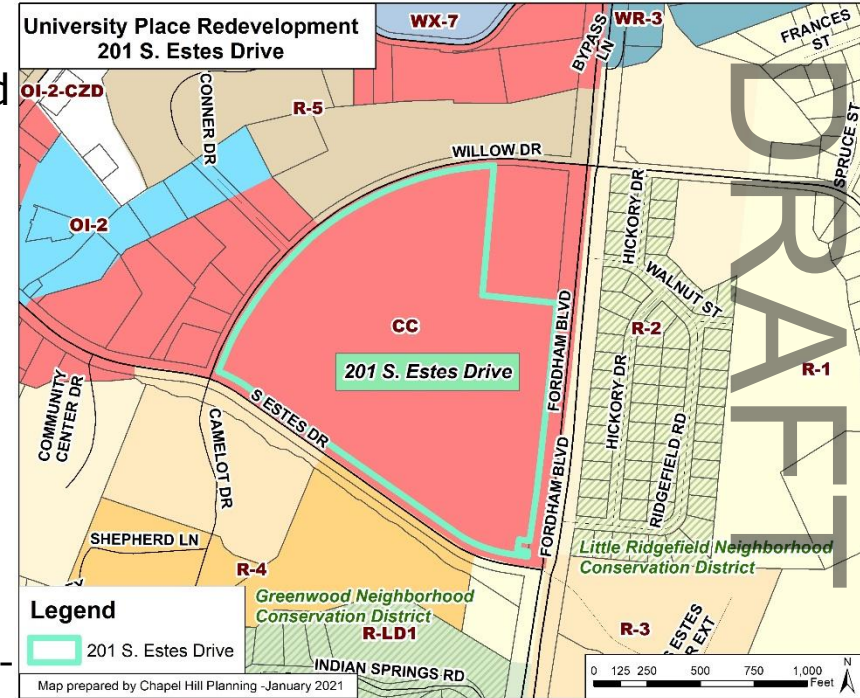 University Place Redevelopment
201 S. Estes Drive
d
WX-7
WR-3
BYPASS
LN
FRANCES
ST
OI-2-CZD
CONNER DR
R-5
WILLOW DR
SPRUCE ST
DRAFT
OI-2
HICKORY DR
WALNUT ST
CC
FORDHAM BLVD
R-2
R-1
201 S. Estes Drive
COMMUNITY
CENTER DR
S ESTES DR
CAMELOT DR
HICKORY DR
RIDGEFIELD RD
FORDHAM BLVD
SHEPHERD LN
Little Ridgefield Neighborhood
Conservation District
R-4
Greenwood Neighborhood
Conservation District
R-LD1
R-3
INDIAN SPRINGS RD
Legend
201 S. Estes Drive
-
Map prepared by Chapel Hill Planning -January 2021
0 125 250 500 750 1,000
Feet
N